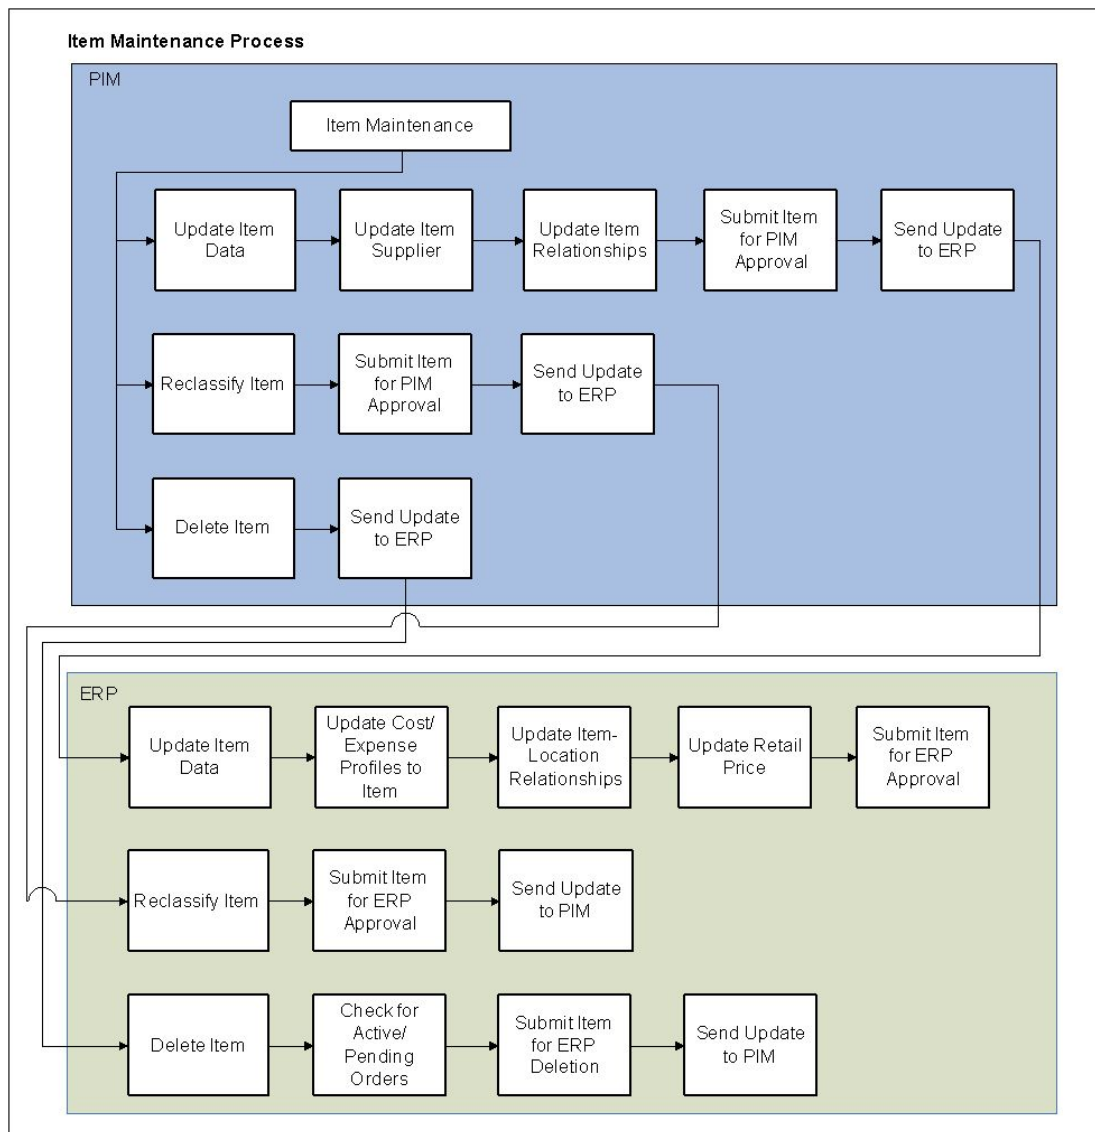 Item Maintenance Process
PIM
Item Maintenance
Update Item
Data
Update Item
Supplier
Update Item
Relationships
Submit Item
for PIM
Approval
Send Update
to ERP
Reclassify Item
Submit Item
for PIM
Approval
Send Update
to ERP
Delete Item
Send Update
to ERP
ERP
Update Item
Data
Update Cost/
Expense
Profiles to
Item
Update Item-
Location
Relationships
Update Retail
Price
Submit Item
for ERP
Approval
Reclassify Item
Submit Item
for ERP
Approval
Send Update
to PIM
Delete Item
Check for
Active/
Pending
Orders
Submit Item
for ERP
Deletion
Send Update
to PIM